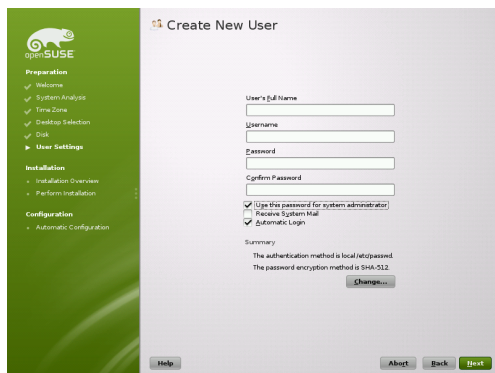 openSUSE
Preparation
Welcome
System Analysis
Time Zone
Desktop Selection
Disk
User Settings
Installation
Installation Overview
Perform Installation
Configuration
Automatic Configuration
Create New User
User's Full Name
Username
Password
Confirm Password
Use this password for system administrator
Receive System Mail
Automatic Login
Summary
The authentication method is local /etc/passwd.
The password encryption method is SHA-512.
Change...
Help
Abort
Back
Next